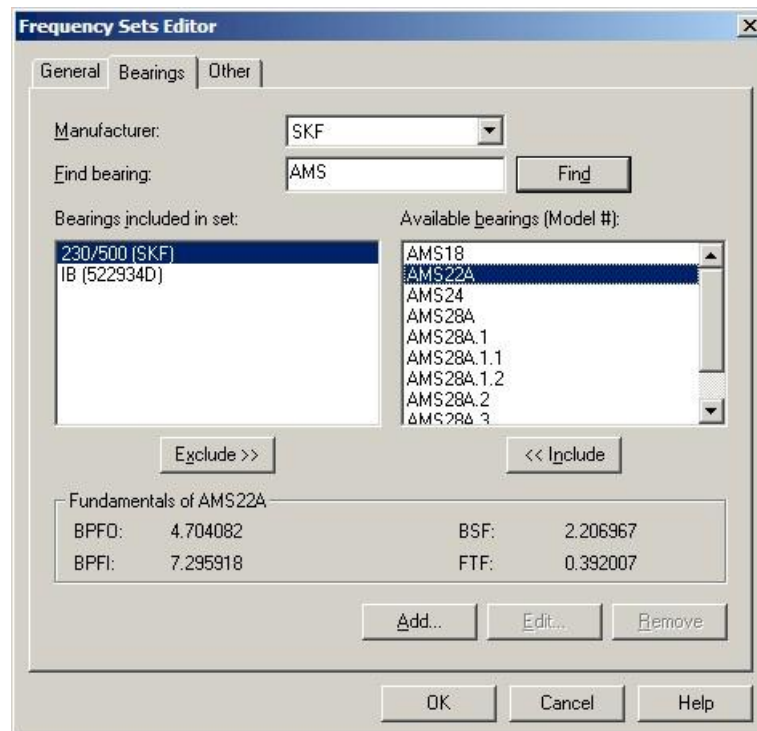 Frequency Sets Editor
General Bearings Other
Manufacturer: SKF
Find bearing: AMS Find
Bearings included in set: Available bearings (Model #):
230/500 (SKF)
IB (522934D)
AMS18
AMS22A
AMS24
AMS28A
AMS28A.1
AMS28A.1.1
AMS28A.1.2
AMS28A.2
AMS28A.3
Exclude >> << Include
Fundamentals of AMS22A
BPFO: 4.704082 BSF: 2.206967
BPFI: 7.295918 FTF: 0.392007
Add... Edit... Remove
OK Cancel Help